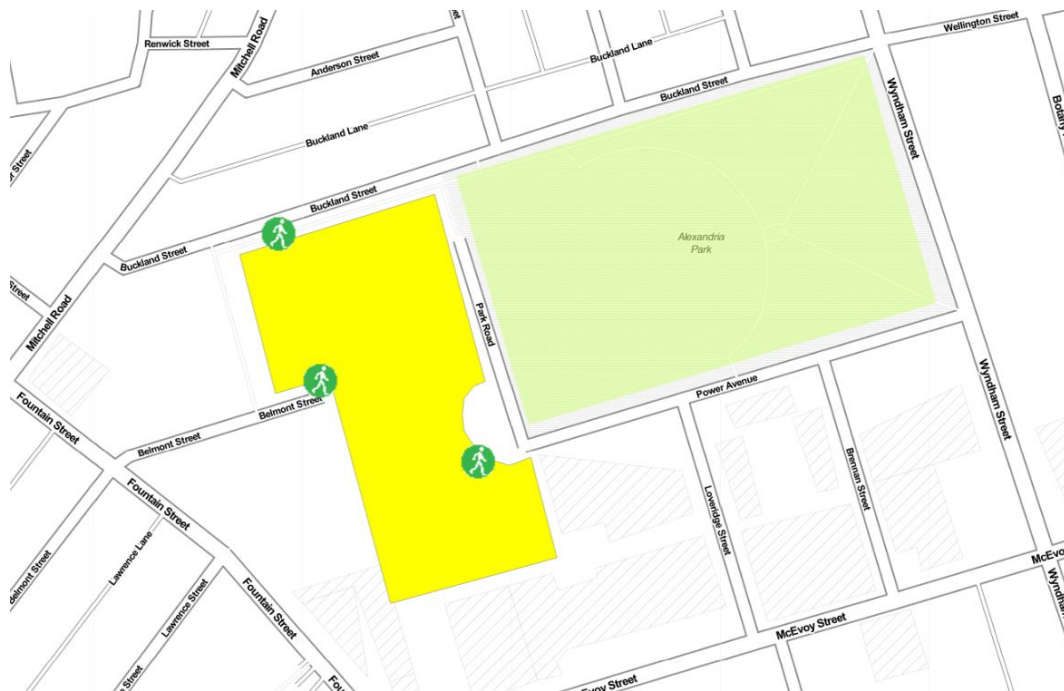 Wellington Street
Renwick Street
Mitchell Road
Buckland Lane
Anderson Street
Buckland Street
Wyndham Street
Buckland Lane
Buckland Street
Alexandria
Park
Buckland Street
Mitchell Road
Park Road
Wyndham Street
Power Avenue
Fountain Street
Belmont Street
Belmont Street
Brennan Street
Loveridge Street
Fountain Street
Lawrence Lane
Lawrence Street
Fountain Street
McEvoy Street